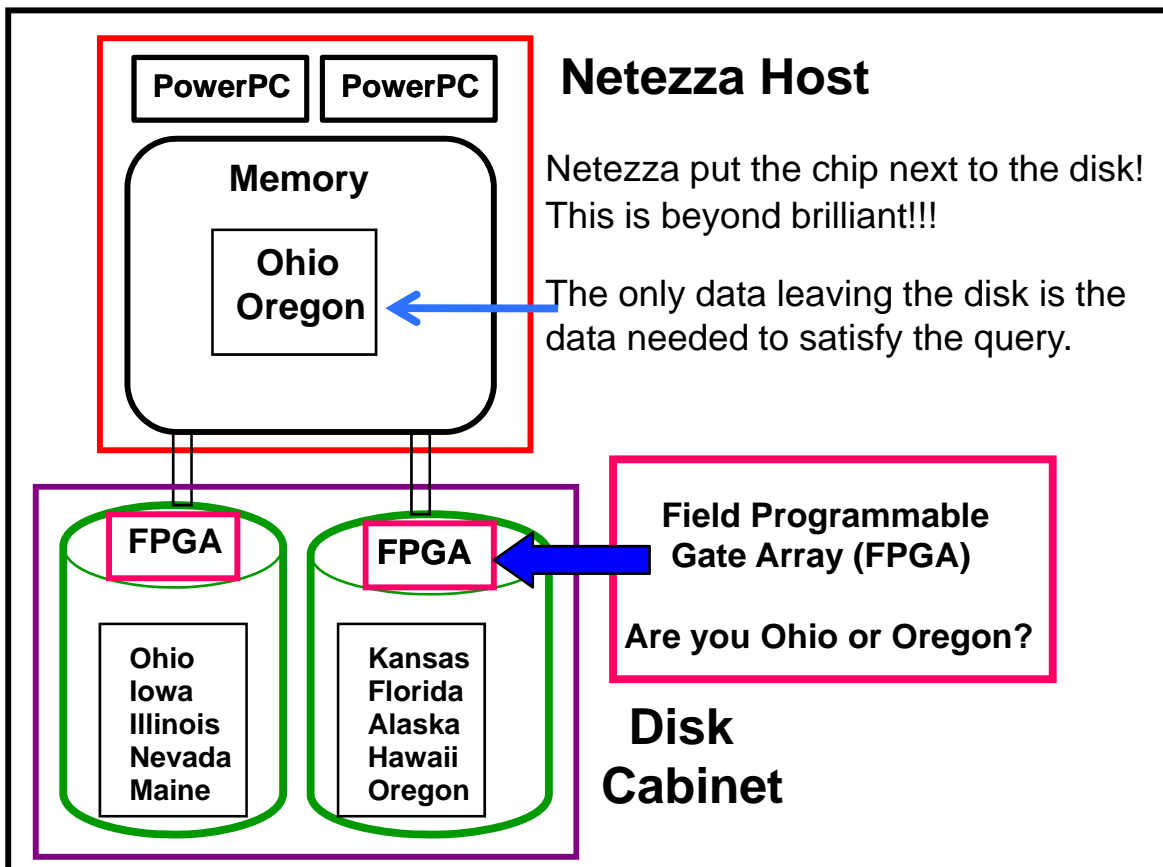 PowerPC PowerPC
Netezza Host
Memory
Ohio
Oregon
Netezza put the chip next to the disk!
This is beyond brilliant!!!
The only data leaving the disk is the
data needed to satisfy the query.
FPGA
FPGA
Field Programmable
Gate Array (FPGA)
Are you Ohio or Oregon?
Ohio
Iowa
Illinois
Nevada
Maine
Kansas
Florida
Alaska
Hawaii
Oregon
Disk
Cabinet